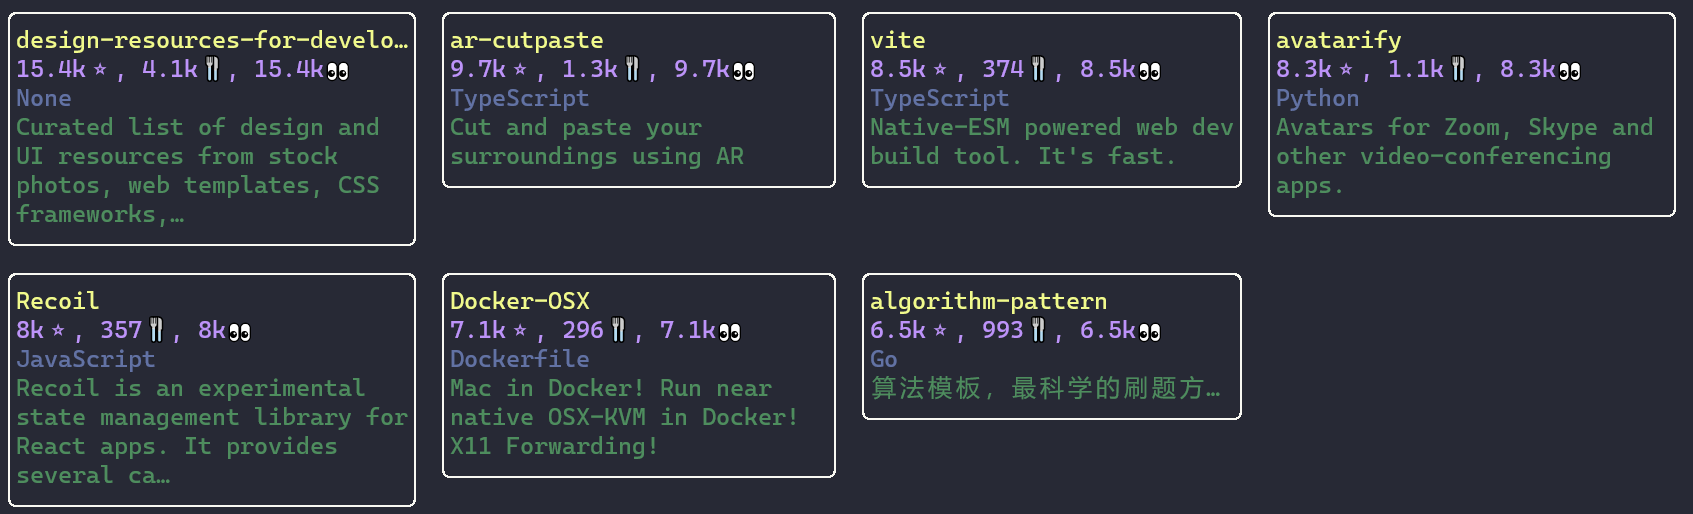 design-resources-for-develo…
15.4k⭐, 4.1k🍴, 15.4k👀
None
Curated list of design and
UI resources from stock
photos, web templates, CSS
frameworks,…
ar-cutpaste
9.7k⭐, 1.3k🍴, 9.7k👀
TypeScript
Cut and paste your
surroundings using AR
vite
8.5k⭐, 374🍴, 8.5k👀
TypeScript
Native-ESM powered web dev
build tool. It's fast.
avatarify
8.3k⭐, 1.1k🍴, 8.3k👀
Python
Avatars for Zoom, Skype and
other video-conferencing
apps.
Recoil
8k⭐, 357🍴, 8k👀
JavaScript
Recoil is an experimental
state management library for
React apps. It provides
several ca…
Docker-OSX
7.1k⭐, 296🍴, 7.1k👀
Dockerfile
Mac in Docker! Run near
native OSX-KVM in Docker!
X11 Forwarding!
algorithm-pattern
6.5k⭐, 993🍴, 6.5k👀
Go
算法模板，最科学的刷题方…